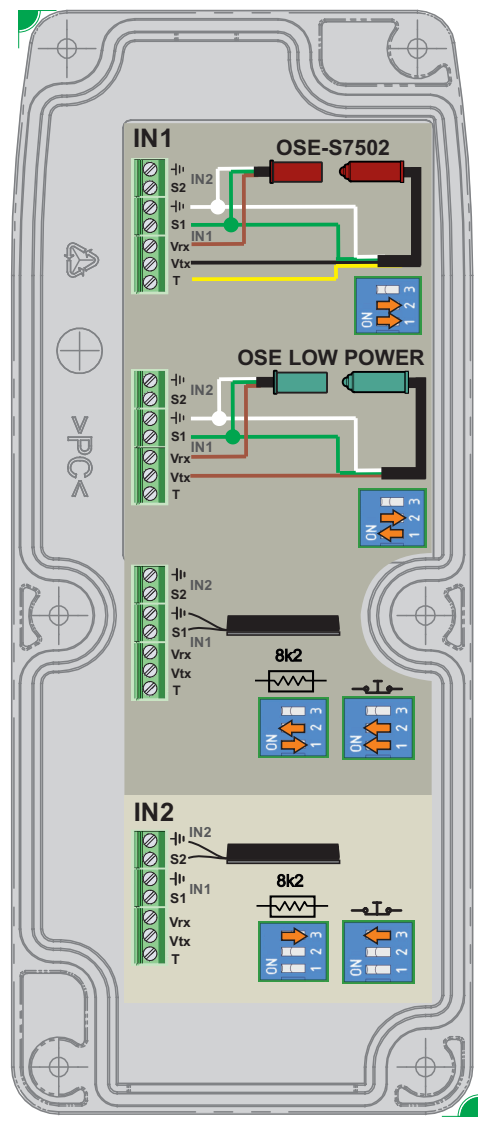 IN1
OSE-S7502
IN2
S2
S1
IN1
Vrx
Vtx
T
ON
1 2 3
OSE LOW POWER
IN2
S2
S1
IN1
Vrx
Vtx
T
ON
1 2 3
>PC<
IN2
S2
S1
IN1
Vrx
Vtx
T
8k2
ON
1 2 3
ON
1 2 3
IN2
IN2
S2
IN1
S1
Vrx
Vtx
T
8k2
ON
1 2 3
ON
1 2 3